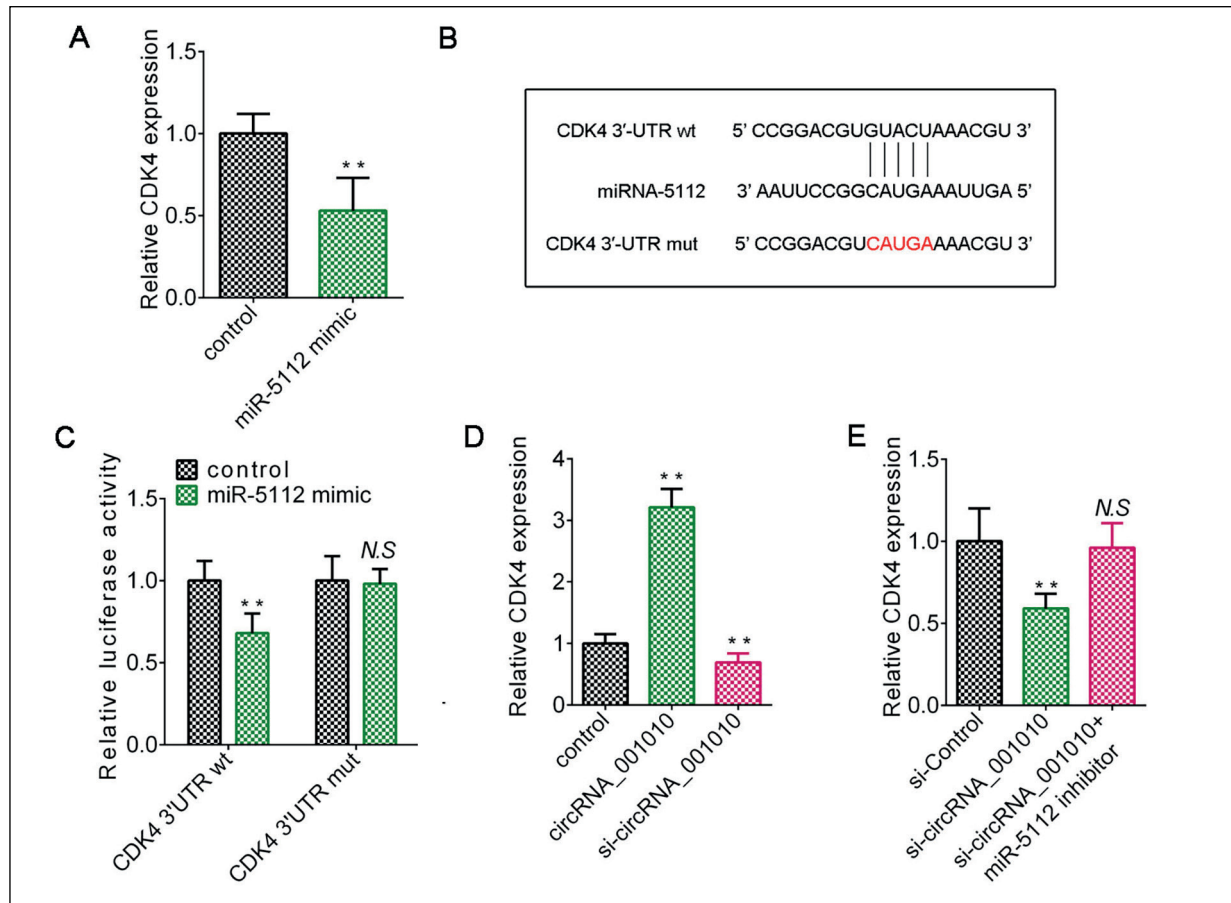 A
Relative CDK4 expression
1.5
1.0
0.5
0.0
**
control
miR-5112 mimic
B
CDK4 3'-UTR wt 5' CCGGACGUGUACUAAACGU 3'
miRNA-5112 3' AAUUCCGGCAUGAAAUUGA 5'
CDK4 3'-UTR mut 5' CCGGACGUCAUGAAAACGU 3'
C
control
miR-5112 mimic
Relative luciferase activity
1.5
1.0
0.5
0.0
**
N.S
CDK4 3'UTR wt
CDK4 3'UTR mut
D
Relative CDK4 expression
4
3
2
1
0
**
**
control
circRNA_001010
si-circRNA_001010
E
Relative CDK4 expression
1.5
1.0
0.5
0.0
**
N.S
si-Control
si-circRNA_001010
si-circRNA_001010+
miR-5112 inhibitor